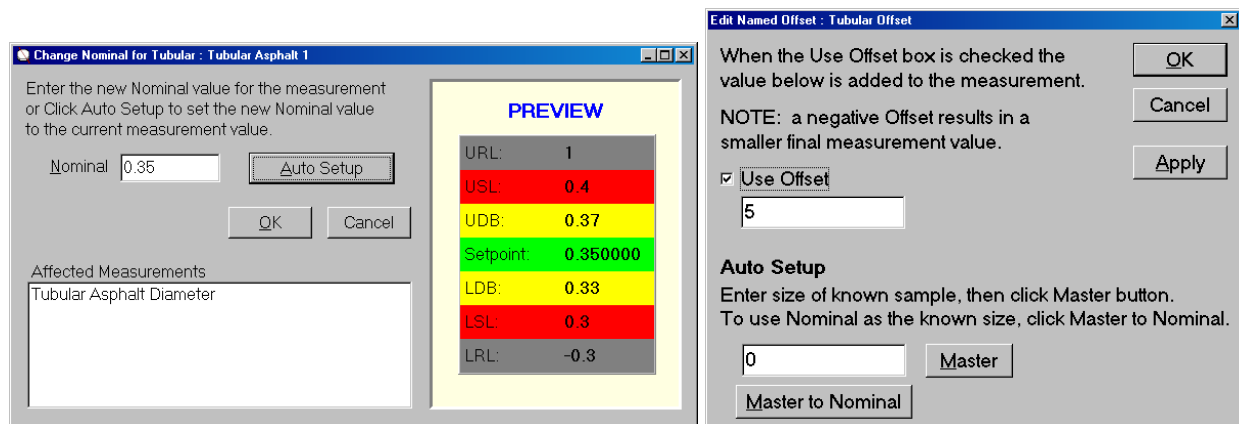 Change Nominal for Tubular : Tubular Asphalt 1
Enter the new Nominal value for the measurement
or Click Auto Setup to set the new Nominal value
to the current measurement value.
Nominal 0.35 Auto Setup
OK Cancel
Affected Measurements
Tubular Asphalt Diameter
PREVIEW
URL: 1
USL: 0.4
UDB: 0.37
Setpoint: 0.350000
LDB: 0.33
LSL: 0.3
LRL: -0.3
Edit Named Offset : Tubular Offset
When the Use Offset box is checked the
value below is added to the measurement.
NOTE: a negative Offset results in a
smaller final measurement value.
OK
Cancel
Apply
Use Offset
5
Auto Setup
Enter size of known sample, then click Master button.
To use Nominal as the known size, click Master to Nominal.
0 Master
Master to Nominal